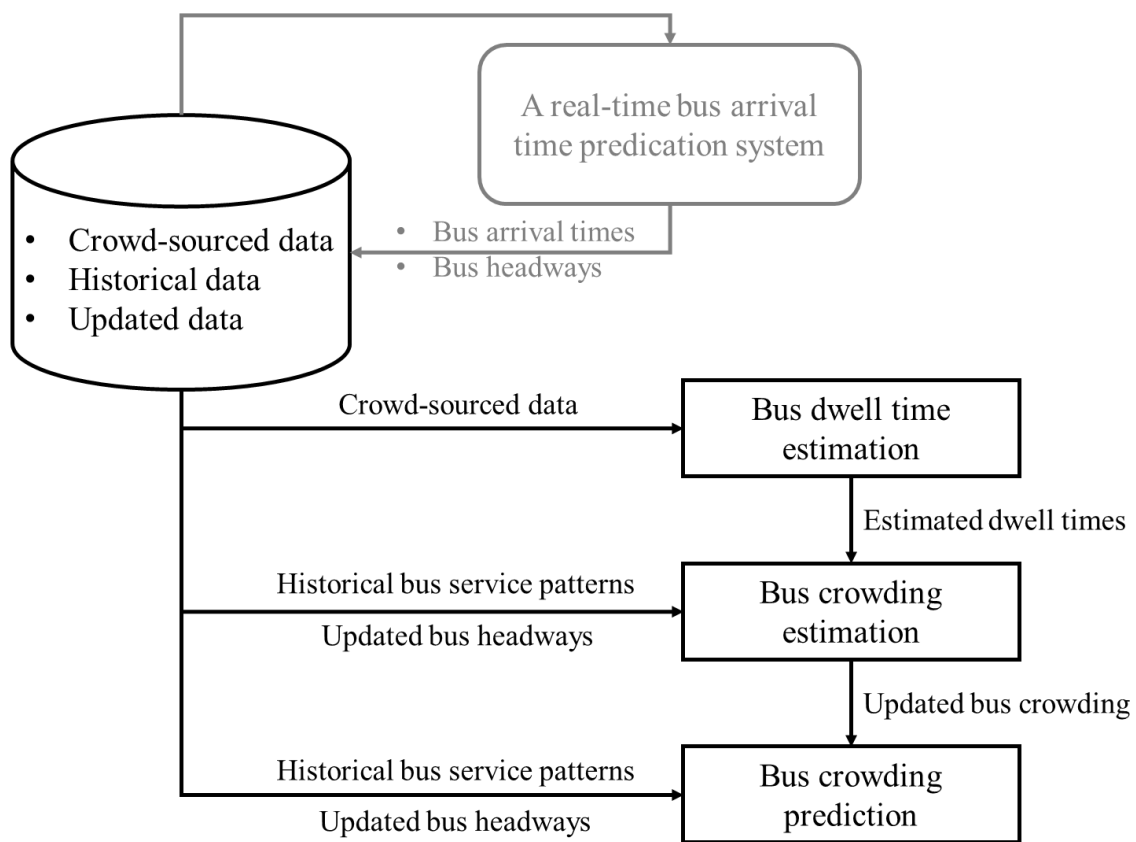 A real-time bus arrival
time predication system
• Crowd-sourced data
• Historical data
• Updated data
• Bus arrival times
• Bus headways
Crowd-sourced data
Bus dwell time
estimation
Estimated dwell times
Historical bus service patterns
Updated bus headways
Bus crowding
estimation
Updated bus crowding
Historical bus service patterns
Updated bus headways
Bus crowding
prediction